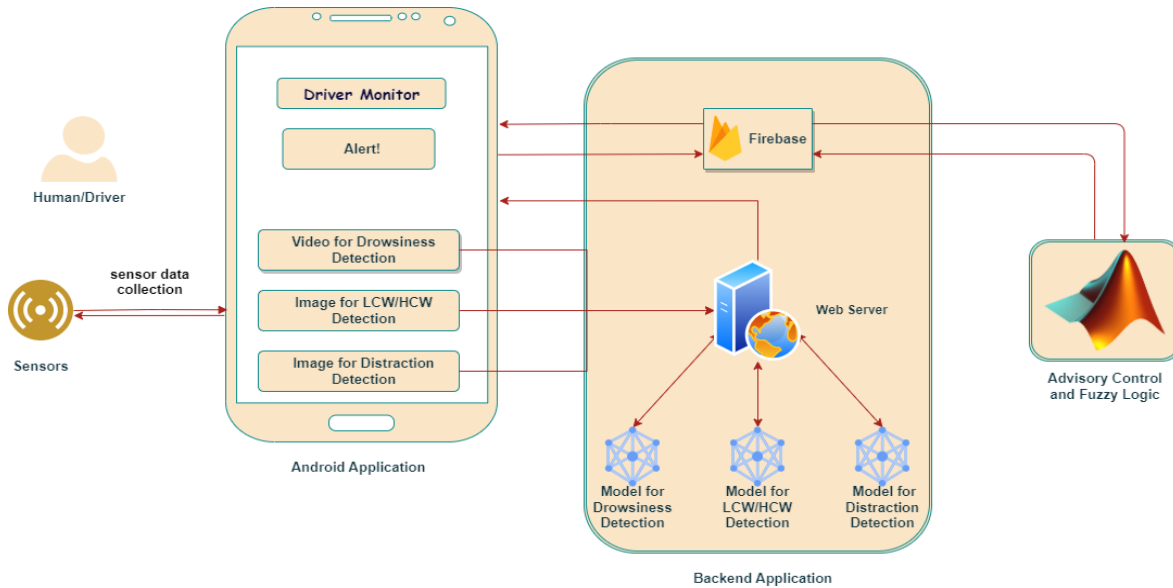 Driver Monitor
Alert!
Firebase
Human/Driver
Video for Drowsiness
Detection
sensor data
collection
Image for LCW/HCW
Detection
Web Server
Sensors
Image for Distraction
Detection
Advisory Control
and Fuzzy Logic
Android Application
Model for
Drowsiness
Detection
Model for
LCW/HCW
Detection
Model for
Distraction
Detection
Backend Application